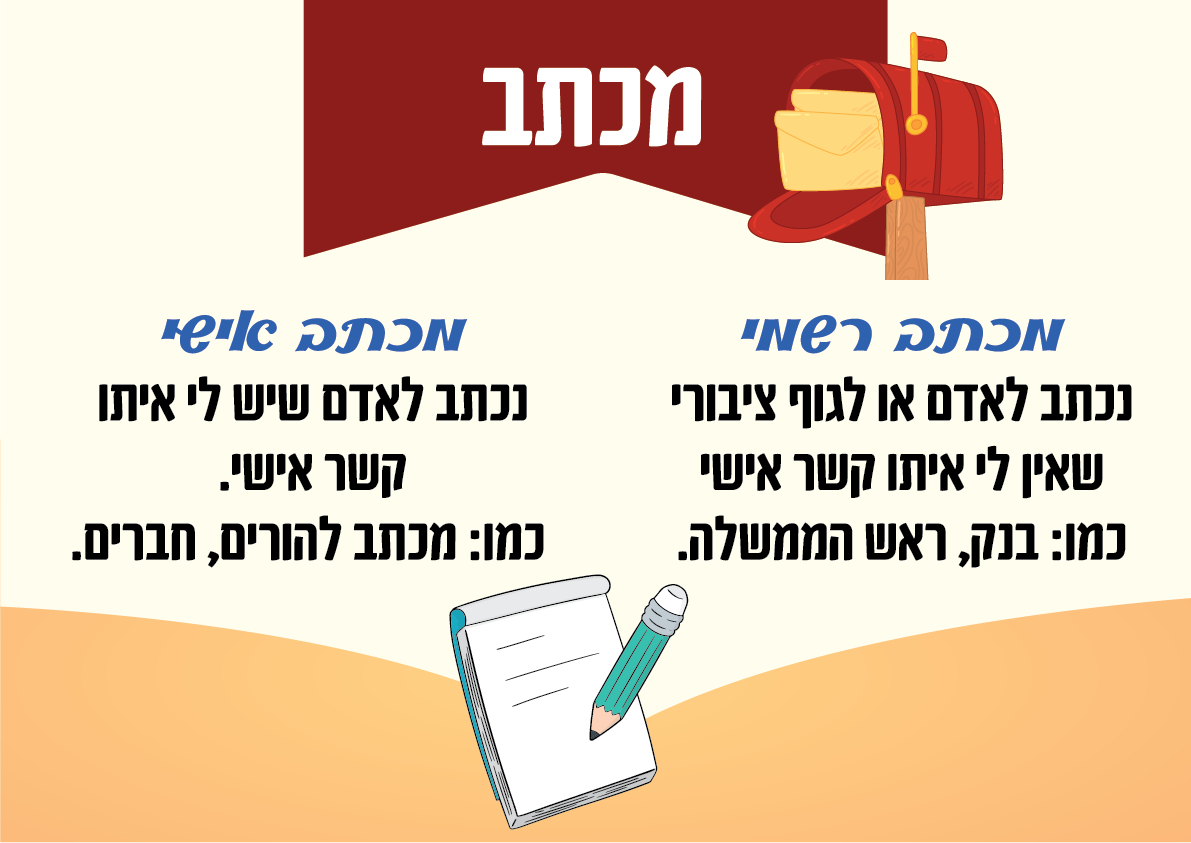 מכתב
מכתב רשמי
נכתב לאדם או לגוף ציבורי
שאין לי איתו קשר אישי
כמו: בנק, ראש הממשלה.
מכתב אישי
נכתב לאדם שיש לי איתו
קשר אישי.
כמו: מכתב להורים, חברים.